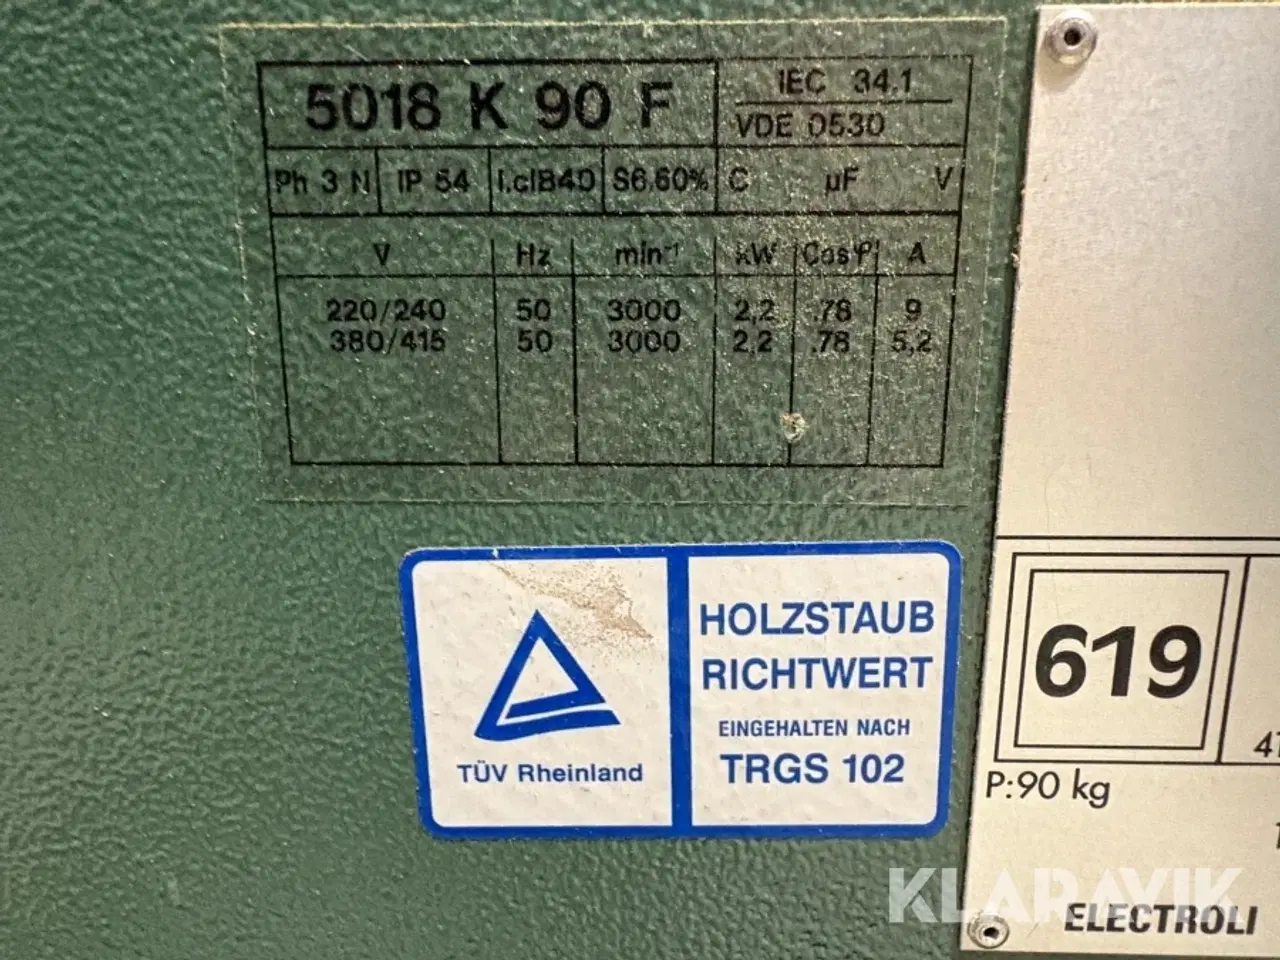 5018 K 90 F
IEC 34.1
VDE 0530
Ph 3 N IP 54 I.clB40 S6.60% C µF V
V Hz min⁻¹ kW Cosφ A
220/240 50 3000 2,2 .78 9
380/415 50 3000 2,2 .78 5,2
TÜV Rheinland
HOLZSTAUB
RICHTWERT
EINGEHALTEN NACH
TRGS 102
619
P:90 kg
ELECTROLI
KLARAVIK